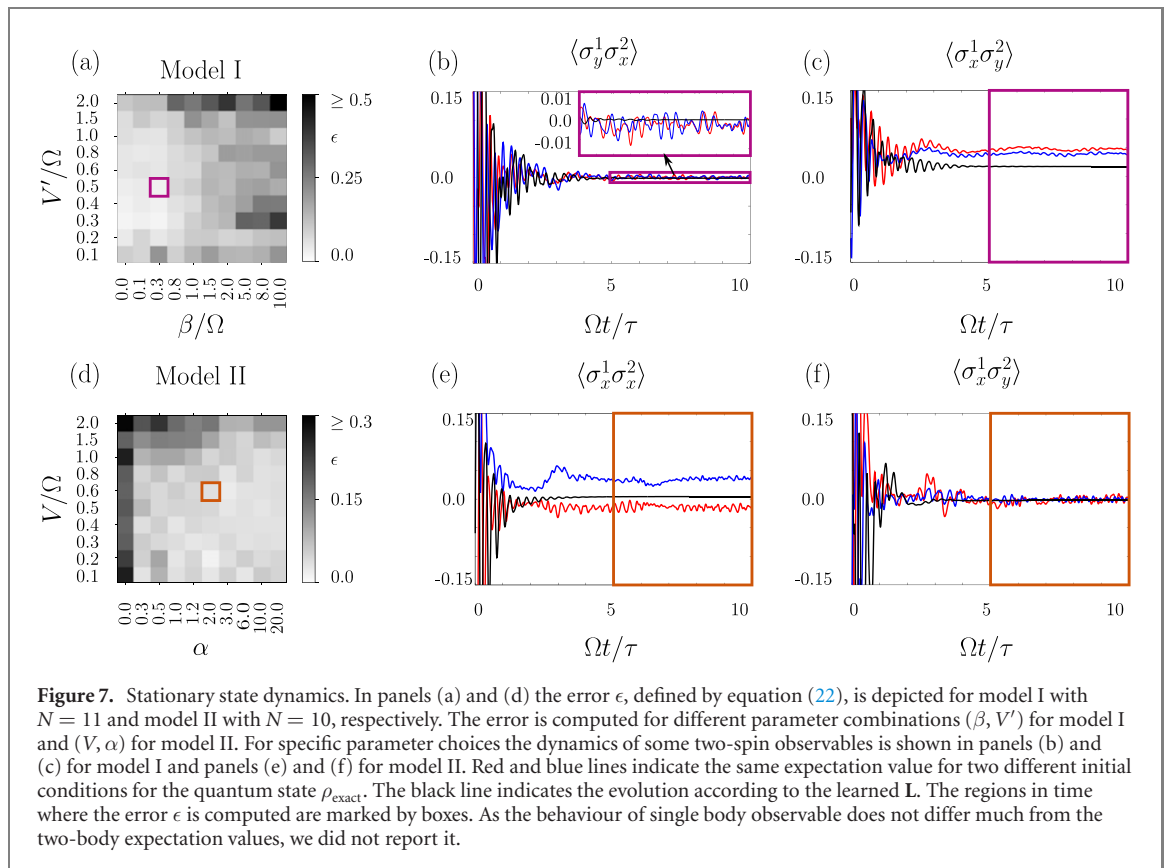 (a)
Model I
V'/Ω
2.0
1.5
1.0
0.8
0.6
0.5
0.3
0.2
0.1
0.0
0.1
0.3
0.8
1.0
1.5
2.0
5.0
8.0
10.0
β/Ω
≥ 0.5
ϵ
0.25
0.0
(b)
⟨σ_y^1 σ_x^2⟩
0.15
0.0
-0.15
0.01
0.0
-0.01
0
5
10
Ωt/τ
(c)
⟨σ_x^1 σ_y^2⟩
0.15
0.0
-0.15
0
5
10
Ωt/τ
(d)
Model II
V/Ω
2.0
1.5
1.0
0.8
0.6
0.5
0.4
0.3
0.2
0.1
0.0
0.3
0.5
1.0
1.2
2.0
3.0
6.0
10.0
20.0
α
≥ 0.3
ϵ
0.15
0.0
(e)
⟨σ_x^1 σ_x^2⟩
0.15
0.0
-0.15
0
5
10
Ωt/τ
(f)
⟨σ_x^1 σ_y^2⟩
0.15
0.0
-0.15
0
5
10
Ωt/τ
Figure 7. Stationary state dynamics. In panels (a) and (d) the error ϵ, defined by equation (22), is depicted for model I with
N = 11 and model II with N = 10, respectively. The error is computed for different parameter combinations (β, V′) for model I
and (V, α) for model II. For specific parameter choices the dynamics of some two-spin observables is shown in panels (b) and
(c) for model I and panels (e) and (f) for model II. Red and blue lines indicate the same expectation value for two different initial
conditions for the quantum state ρ_exact. The black line indicates the evolution according to the learned L. The regions in time
where the error ϵ is computed are marked by boxes. As the behaviour of single body observable does not differ much from the
two-body expectation values, we did not report it.